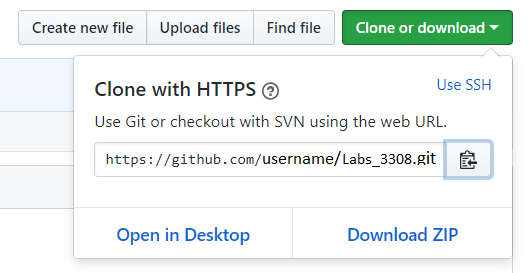 Create new file Upload files Find file Clone or download
Clone with HTTPS ? Use SSH
Use Git or checkout with SVN using the web URL.
https://github.com/username/Labs_3308.git
Open in Desktop Download ZIP